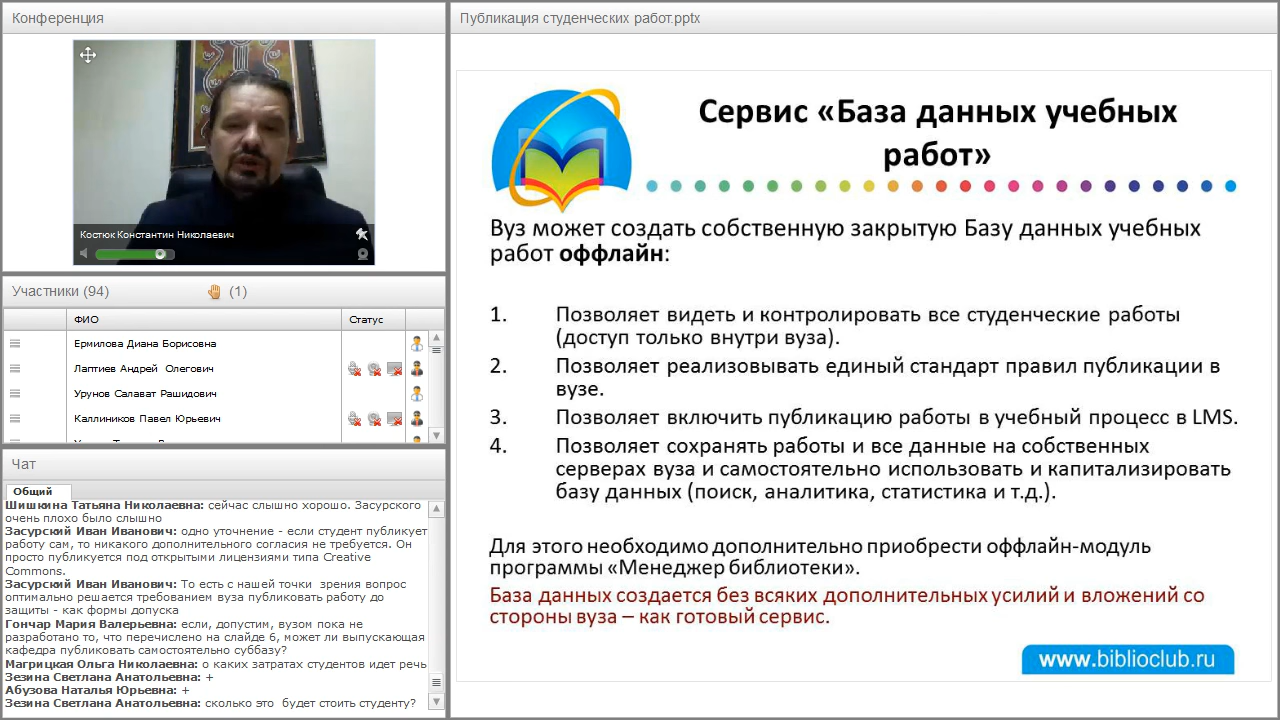 Конференция
Костюк Константин Николаевич
Участники (94)
(1)
ФИО
Статус
Ермилова Диана Борисовна
Лаптиев Андрей Олегович
Урунов Салават Рашидович
Каллиников Павел Юрьевич
Чат
Общий
Шишкина Татьяна Николаевна: сейчас слышно хорошо. Засурского
очень плохо было слышно
Засурский Иван Иванович: одно уточнение - если студент публикует
работу сам, то никакого дополнительного согласия не требуется. Он
просто публикуется под открытыми лицензиями типа Creative
Commons.
Засурский Иван Иванович: То есть с нашей точки зрения вопрос
оптимально решается требованием вуза публиковать работу до
защиты - как формы допуска
Гончар Мария Валерьевна: если, допустим, вузом пока не
разработано то, что перечислено на слайде 6, может ли выпускающая
кафедра публиковать самостоятельно суббазу?
Магрицкая Ольга Николаевна: о каких затратах студентов идет речь
Зезина Светлана Анатольевна: +
Абузова Наталья Юрьевна: +
Зезина Светлана Анатольевна: сколько это будет стоить студенту?
Публикация студенческих работ.pptx
Сервис «База данных учебных
работ»
Вуз может создать собственную закрытую Базу данных учебных
работ оффлайн:
1. Позволяет видеть и контролировать все студенческие работы
(доступ только внутри вуза).
2. Позволяет реализовывать единый стандарт правил публикации в
вузе.
3. Позволяет включить публикацию работы в учебный процесс в LMS.
4. Позволяет сохранять работы и все данные на собственных
серверах вуза и самостоятельно использовать и капитализировать
базу данных (поиск, аналитика, статистика и т.д.).
Для этого необходимо дополнительно приобрести оффлайн-модуль
программы «Менеджер библиотеки».
База данных создается без всяких дополнительных усилий и вложений со
стороны вуза – как готовый сервис.
www.biblioclub.ru